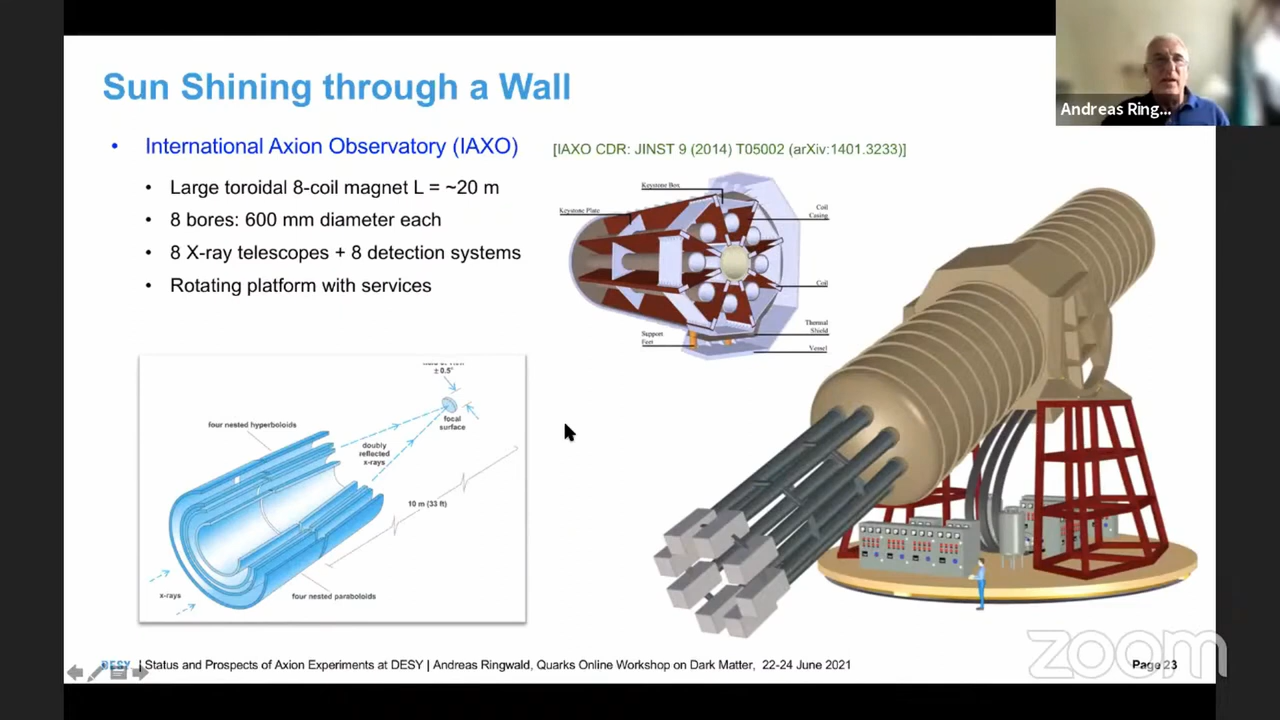 Sun Shining through a Wall
Andreas Ring...
• International Axion Observatory (IAXO)
[IAXO CDR: JINST 9 (2014) T05002 (arXiv:1401.3233)]
• Large toroidal 8-coil magnet L = ~20 m
• 8 bores: 600 mm diameter each
• 8 X-ray telescopes + 8 detection systems
• Rotating platform with services
Keystone Box
Keystone Plate
Coil
Casing
Coil
Thermal
Shield
Support
Feet
Vessel
± 0.5°
four nested hyperboloids
focal
surface
doubly
reflected
x-rays
10 m (33 ft)
x-rays
four nested paraboloids
zoom
DESY. | Status and Prospects of Axion Experiments at DESY | Andreas Ringwald, Quarks Online Workshop on Dark Matter, 22-24 June 2021
Page 23